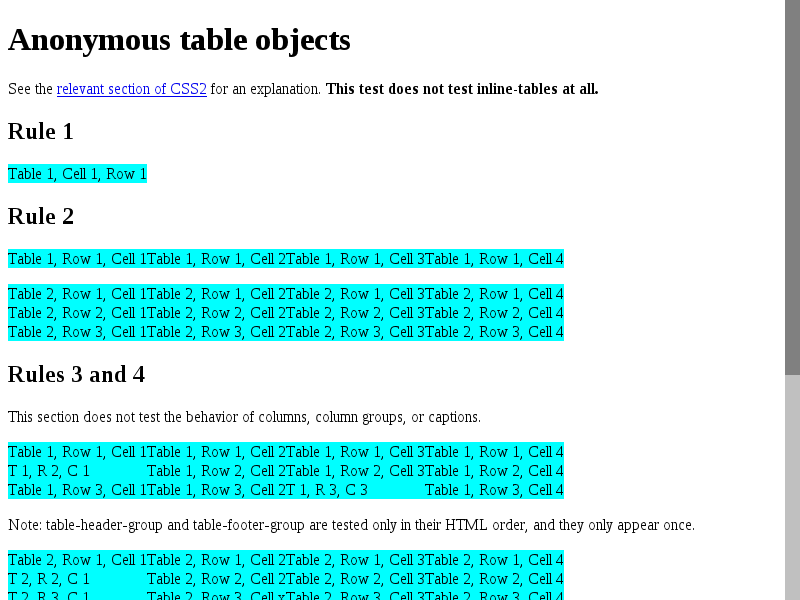 Anonymous table objects
See the relevant section of CSS2 for an explanation. This test does not test inline-tables at all.
Rule 1
Table 1, Cell 1, Row 1
Rule 2
Table 1, Row 1, Cell 1Table 1, Row 1, Cell 2Table 1, Row 1, Cell 3Table 1, Row 1, Cell 4
Table 2, Row 1, Cell 1Table 2, Row 1, Cell 2Table 2, Row 1, Cell 3Table 2, Row 1, Cell 4
Table 2, Row 2, Cell 1Table 2, Row 2, Cell 2Table 2, Row 2, Cell 3Table 2, Row 2, Cell 4
Table 2, Row 3, Cell 1Table 2, Row 3, Cell 2Table 2, Row 3, Cell 3Table 2, Row 3, Cell 4
Rules 3 and 4
This section does not test the behavior of columns, column groups, or captions.
Table 1, Row 1, Cell 1Table 1, Row 1, Cell 2Table 1, Row 1, Cell 3Table 1, Row 1, Cell 4
T 1, R 2, C 1 Table 1, Row 2, Cell 2Table 1, Row 2, Cell 3Table 1, Row 2, Cell 4
Table 1, Row 3, Cell 1Table 1, Row 3, Cell 2T 1, R 3, C 3 Table 1, Row 3, Cell 4
Note: table-header-group and table-footer-group are tested only in their HTML order, and they only appear once.
Table 2, Row 1, Cell 1Table 2, Row 1, Cell 2Table 2, Row 1, Cell 3Table 2, Row 1, Cell 4
T 2, R 2, C 1 Table 2, Row 2, Cell 2Table 2, Row 2, Cell 3Table 2, Row 2, Cell 4
T 2, R 3, C 1 Table 2, Row 3, Cell xTable 2, Row 3, Cell 3Table 2, Row 3, Cell 4